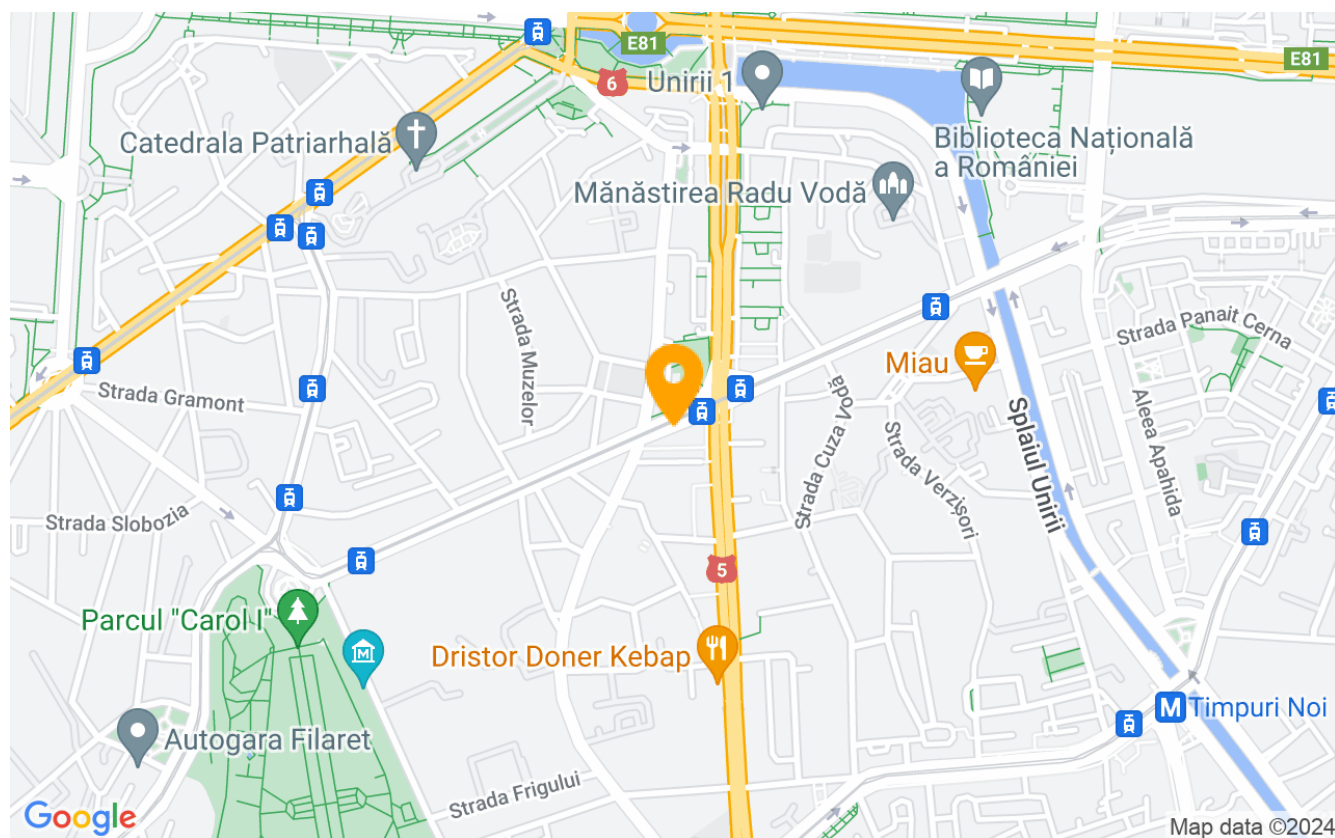 E81
E81
6
Unirii 1
Catedrala Patriarhală
Biblioteca Națională
a României
Mănăstirea Radu Vodă
Strada Muzelor
Strada Panait Cerna
Miau
Strada Gramont
Strada Cuza Vodă
Aleea Apahida
Strada Verzișori
Splaiul Unirii
Strada Slobozia
5
Parcul "Carol I"
M
Dristor Doner Kebap
M
Timpuri Noi
Autogara Filaret
Strada Frigului
Google
Map data ©2024